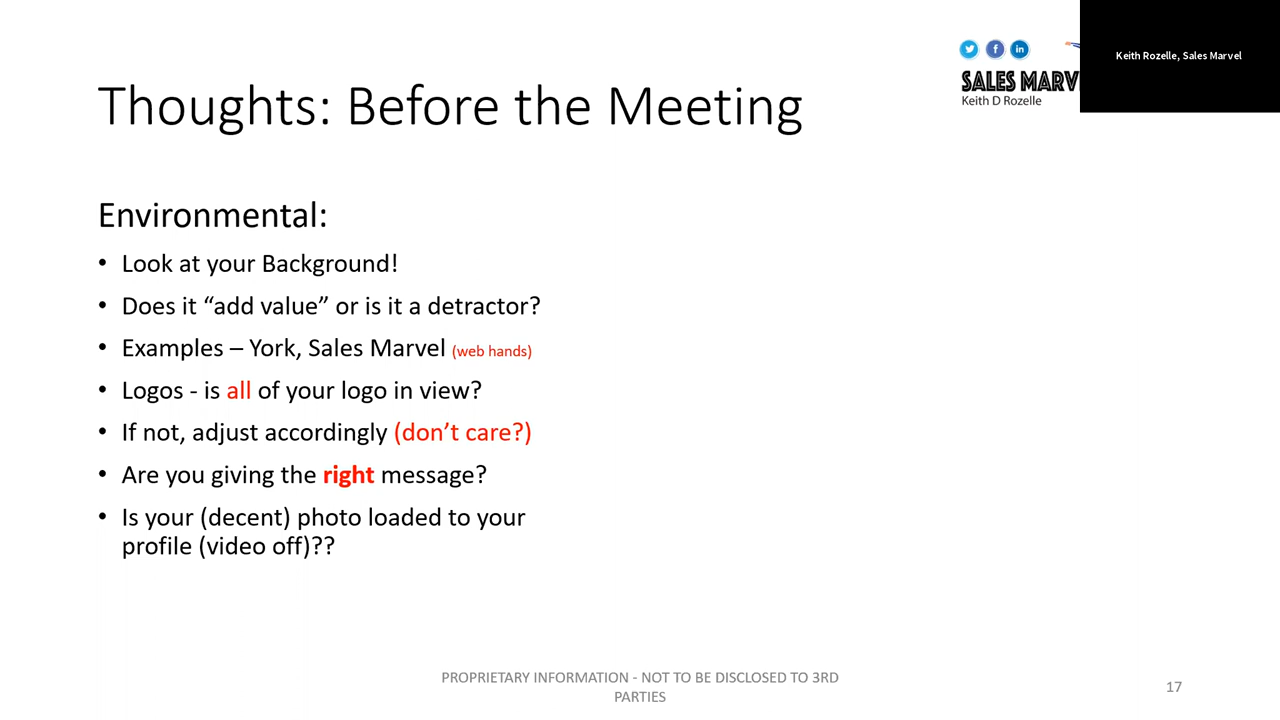 Keith Rozelle, Sales Marvel
SALES MARV
Keith D Rozelle
Thoughts: Before the Meeting
Environmental:
• Look at your Background!
• Does it “add value” or is it a detractor?
• Examples – York, Sales Marvel (web hands)
• Logos - is all of your logo in view?
• If not, adjust accordingly (don’t care?)
• Are you giving the right message?
• Is your (decent) photo loaded to your
profile (video off)??
PROPRIETARY INFORMATION - NOT TO BE DISCLOSED TO 3RD
PARTIES
17